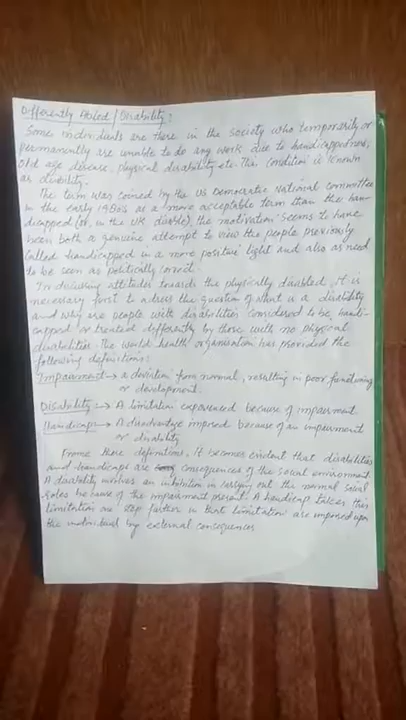 Differently Abled / Disability:
Some individuals are there in the society who temporarily or
permanently are unable to do any work due to handicappedness,
Old age disease, physical disability etc. This condition is known
as disability.
The term was coined by the US Democratic National committee
in the early 1980s as a more acceptable term than the han-
dicapped (or, in the UK disable), the motivation seems to have
been both a genuine attempt to view the people previously
called handicapped in a more positive light and also as need
to be seen as politically correct.
In discussing attitudes towards the physically disabled, it is
necessary first to adress the question of what is a disability
and why are people with disabilities considered to be handi-
capped or treated differently by those with no physical
disabilities. The world health organisation has provided the
following definitions:
Impairment → a deviation from normal, resulting in poor functioning
or development.
Disability → A limitation experienced because of impairment.
Handicap → A disadvantage imposed because of an impairment
or disability
From these definitions, it becomes evident that disabilities
and handicaps are consequences of the social environment.
A disability involves an inhibition in carrying out the normal social
roles because of the impairment present. A handicap takes this
limitation one step further in that limitation are imposed upon
the individual by external consequences